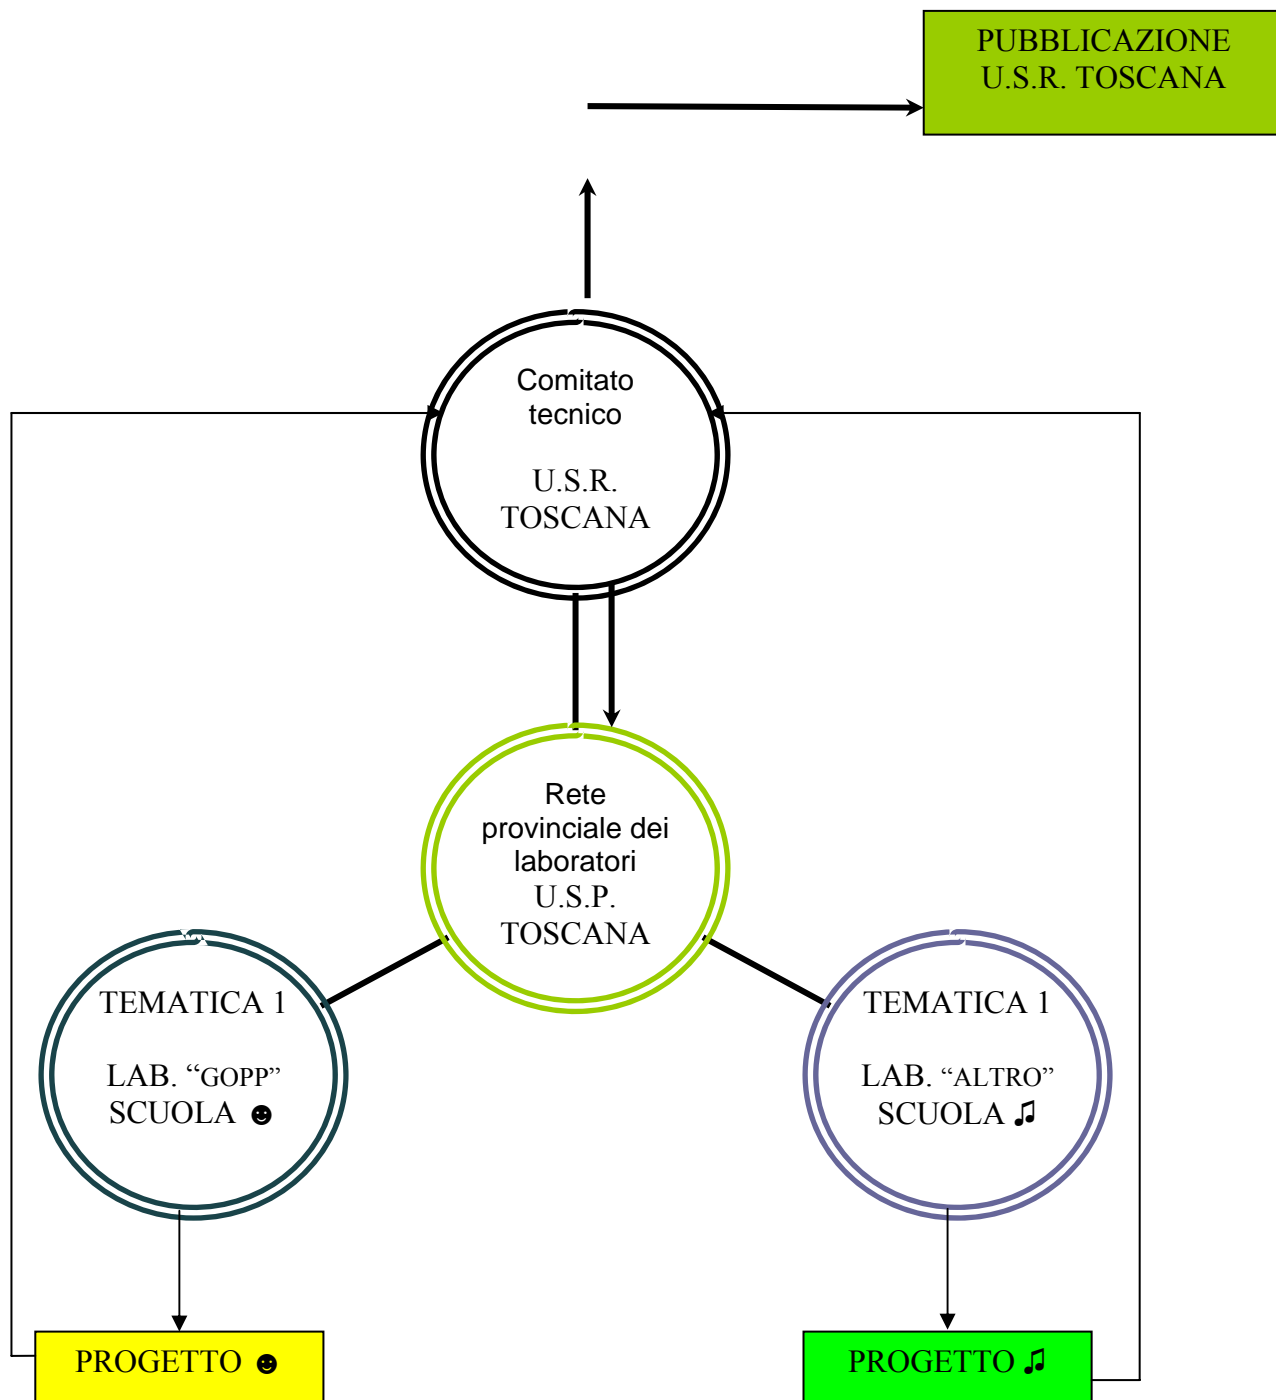 PUBBLICAZIONE
U.S.R. TOSCANA
Comitato
tecnico
U.S.R.
TOSCANA
Rete
provinciale dei
laboratori
U.S.P.
TOSCANA
TEMATICA 1
LAB. “GOPP”
SCUOLA ☻
TEMATICA 1
LAB. “ALTRO”
SCUOLA ♫
PROGETTO ☻
PROGETTO ♫